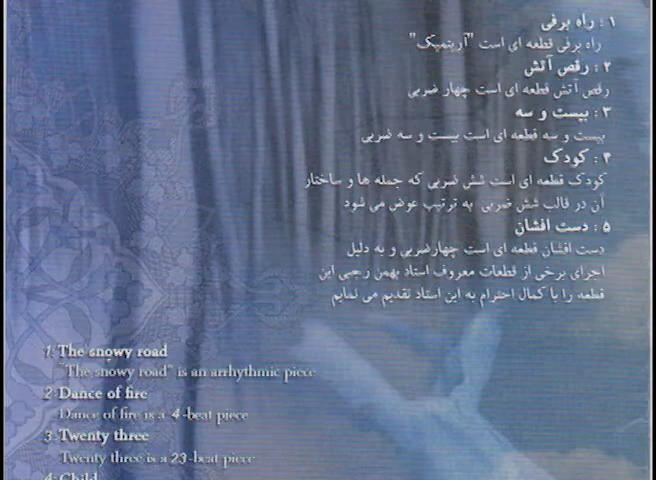 ۱ : راه برفی
راه برفی قطعه ای است "آریتمیک"
۲ : رقص آتش
رقص آتش قطعه ای است چهار ضربی
۳ : بیست و سه
بیست و سه قطعه ای است بیست و سه ضربی
۴ : کودک
کودک قطعه ای است شش ضربی که جمله ها و ساختار
آن در قالب شش ضربی به ترتیب عوض می شود
۵ : دست افشان
دست افشان قطعه ای است چهارضربی و به دلیل
اجرای برخی از قطعات معروف استاد بهمن رجبی این
قطعه را با کمال احترام به این استاد تقدیم می نمایم
1: The snowy road
"The snowy road" is an arrhythmic piece
2: Dance of fire
Dance of fire is a 4-beat piece
3: Twenty three
Twenty three is a 23-beat piece
4: Child